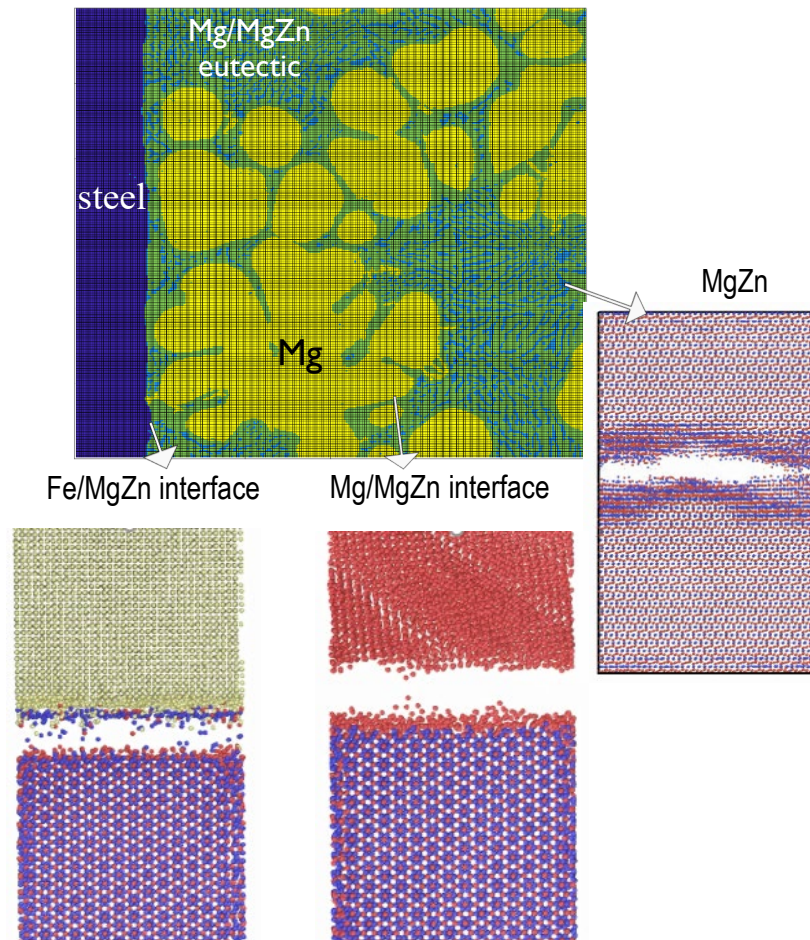 Mg/MgZn
eutectic
steel
MgZn
Mg
Fe/MgZn interface
Mg/MgZn interface